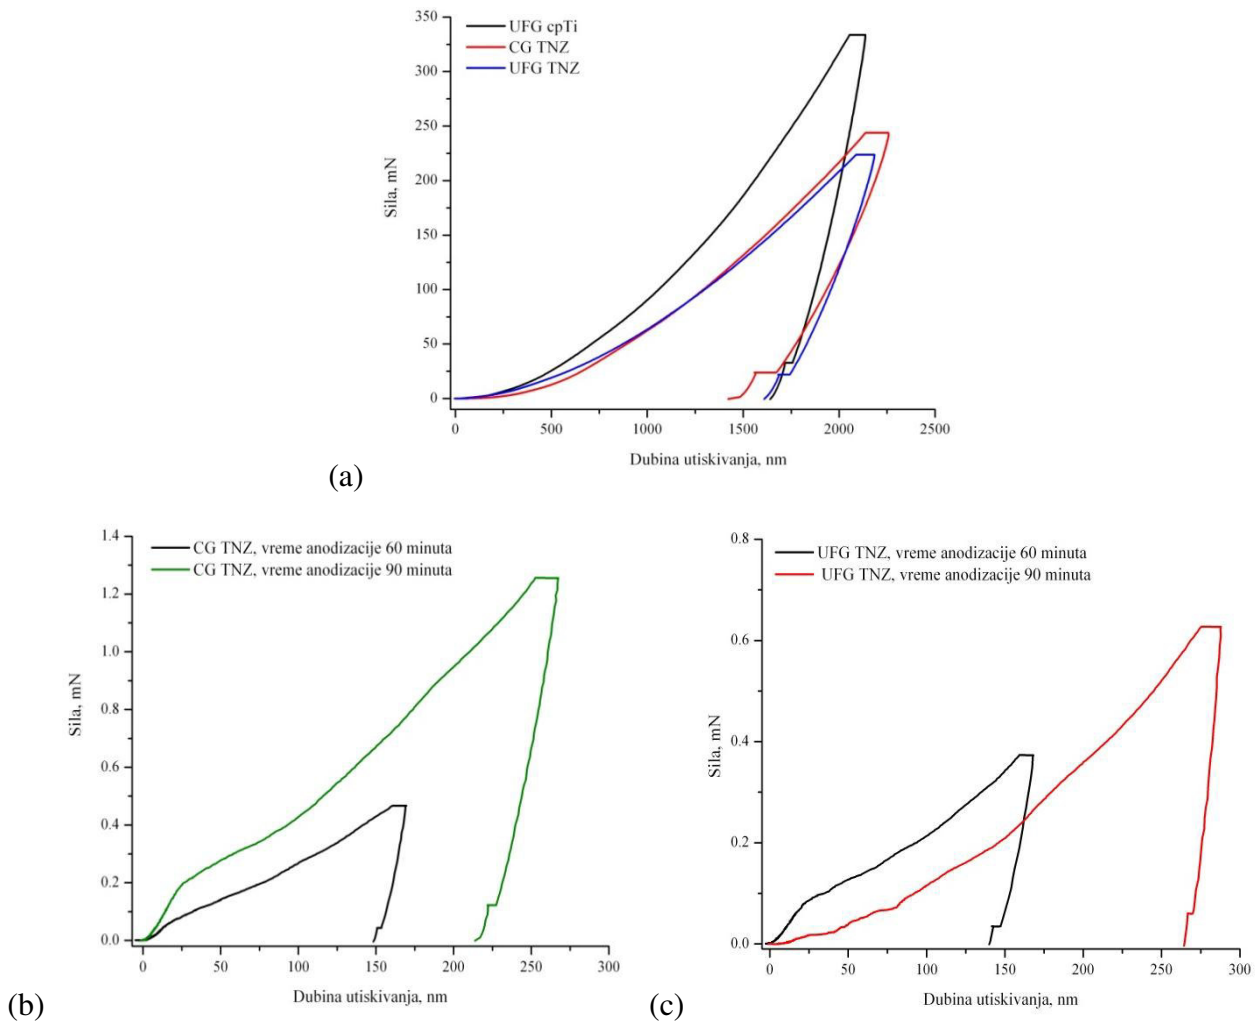 UFG cpTi
CG TNZ
UFG TNZ
350
300
250
200
150
100
50
0
Sila, mN
0 500 1000 1500 2000 2500
Dubina utiskivanja, nm
(a)
CG TNZ, vreme anodizacije 60 minuta
CG TNZ, vreme anodizacije 90 minuta
1.4
1.2
1.0
0.8
0.6
0.4
0.2
0.0
Sila, mN
0 50 100 150 200 250 300
Dubina utiskivanja, nm
(b)
UFG TNZ, vreme anodizacije 60 minuta
UFG TNZ, vreme anodizacije 90 minuta
0.8
0.6
0.4
0.2
0.0
Sila, mN
0 50 100 150 200 250 300
Dubina utiskivanja, nm
(c)